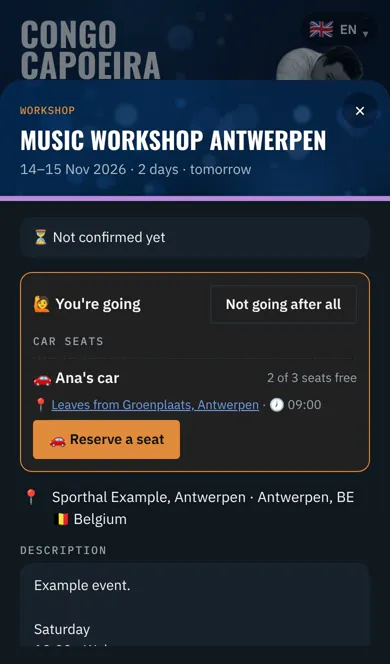 CONGO
CAPOEIRA
EN
WORKSHOP
MUSIC WORKSHOP ANTWERPEN
14–15 Nov 2026 · 2 days · tomorrow
⏳ Not confirmed yet
🙋 You're going
Not going after all
CAR SEATS
🚗 Ana's car
2 of 3 seats free
📍 Leaves from Groenplaats, Antwerpen · 🕖 09:00
🚗 Reserve a seat
📍 Sporthal Example, Antwerpen · Antwerpen, BE
🇧🇪 Belgium
DESCRIPTION
Example event.
Saturday